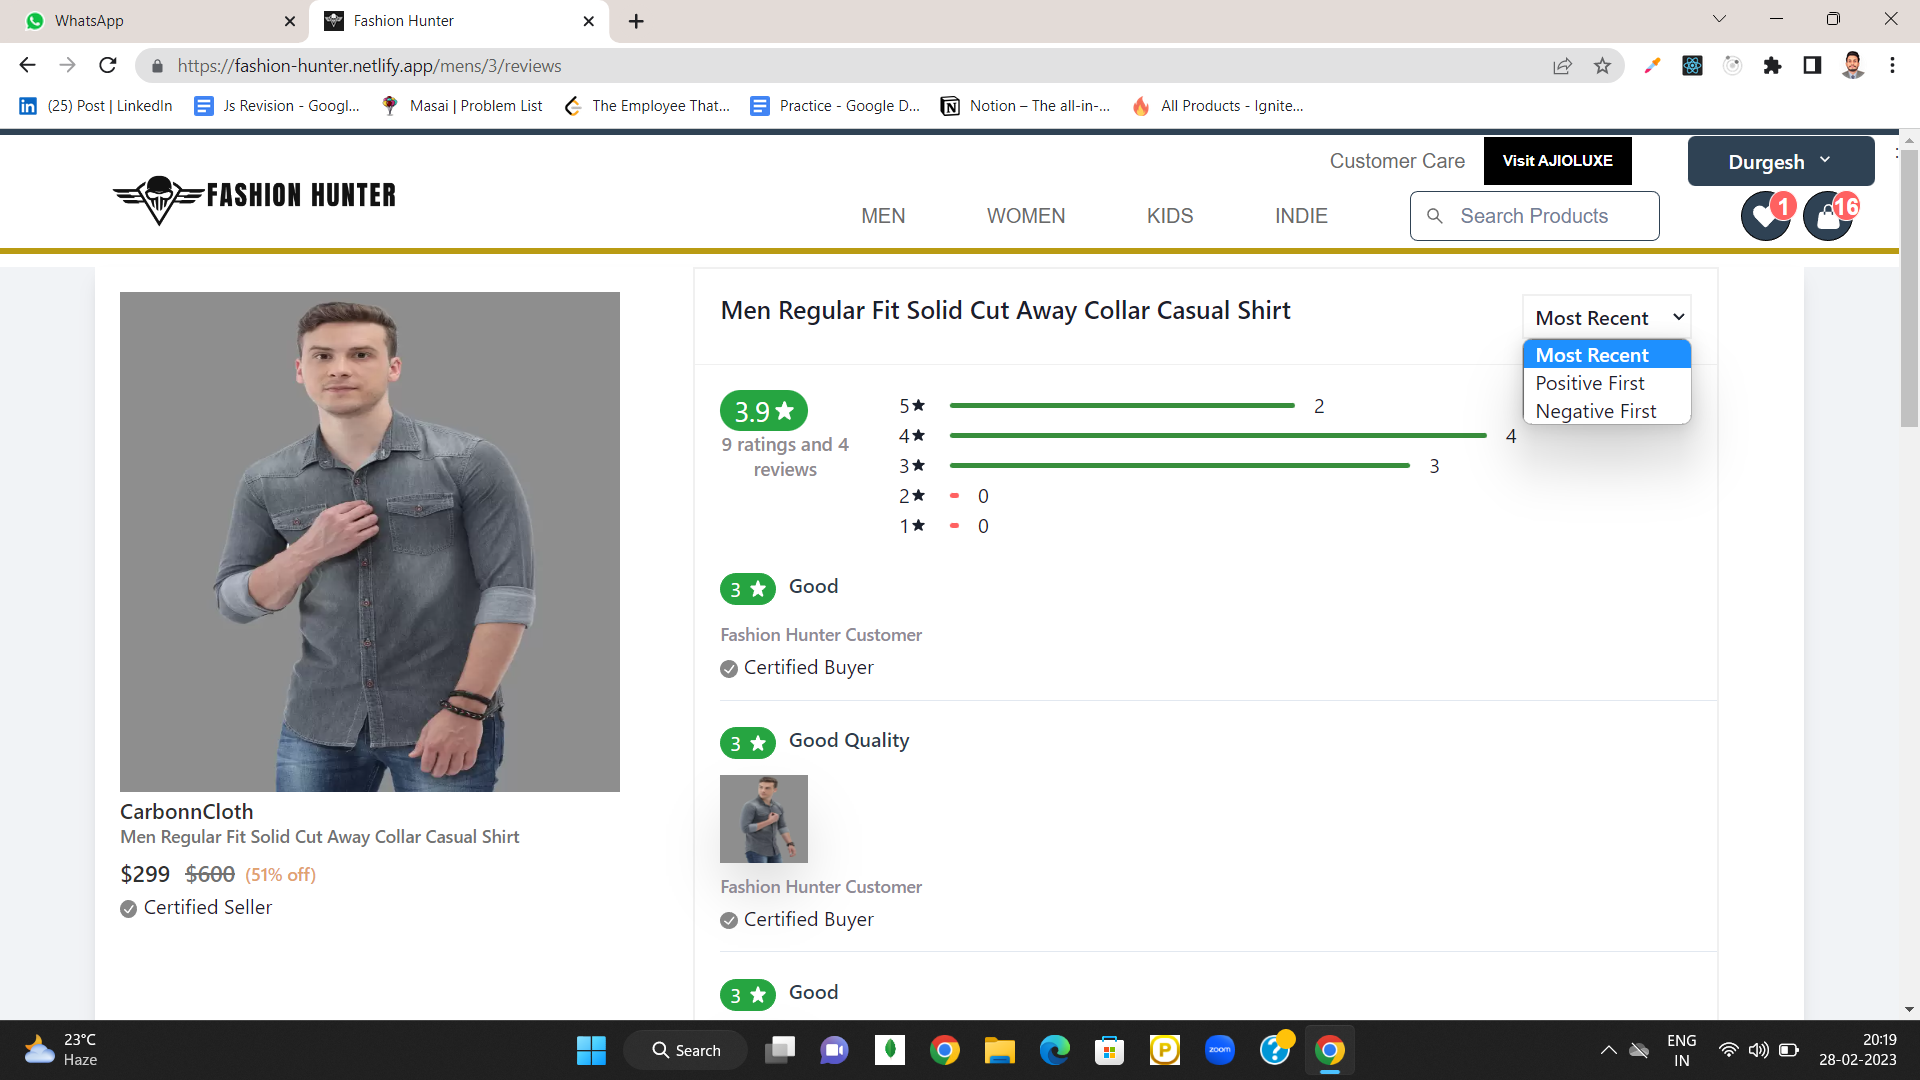 WhatsApp
Fashion Hunter
https://fashion-hunter.netlify.app/mens/3/reviews
(25) Post | LinkedIn
Js Revision - Googl...
Masai | Problem List
The Employee That...
Practice - Google D...
Notion – The all-in-...
All Products - Ignite...
Customer Care
Visit AJIOLUXE
Durgesh
FASHION HUNTER
MEN
WOMEN
KIDS
INDIE
Search Products
1
16
Men Regular Fit Solid Cut Away Collar Casual Shirt
Most Recent
Most Recent
Positive First
Negative First
3.9★
9 ratings and 4
reviews
5★ 2
4★ 4
3★ 3
2★ 0
1★ 0
3 ★ Good
Fashion Hunter Customer
Certified Buyer
3 ★ Good Quality
Fashion Hunter Customer
Certified Buyer
3 ★ Good
CarbonnCloth
Men Regular Fit Solid Cut Away Collar Casual Shirt
$299 $600 (51% off)
Certified Seller
23°C
Haze
Search
P
zoom
?
ENG
IN
20:19
28-02-2023